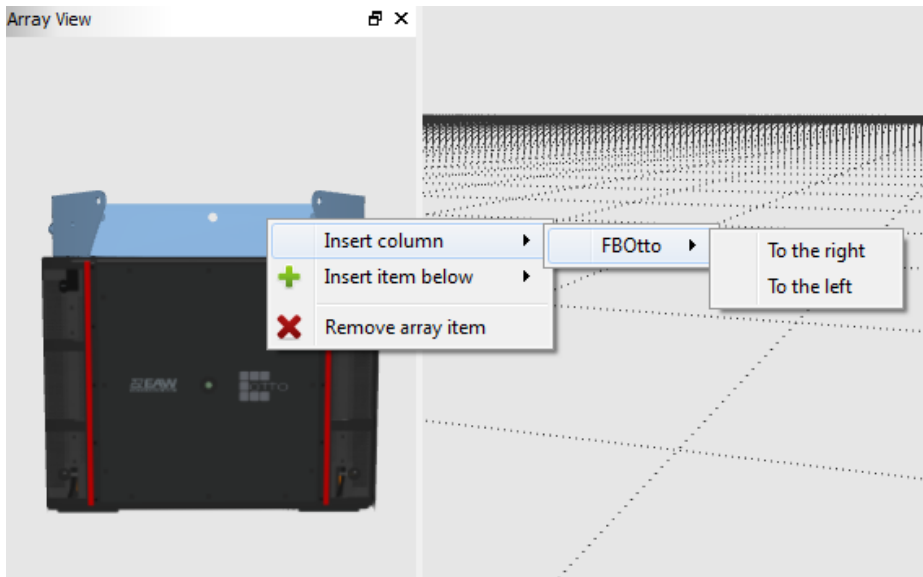 Array View
Insert column
FBOtto
To the right
To the left
Insert item below
Remove array item
EAW
OTTO